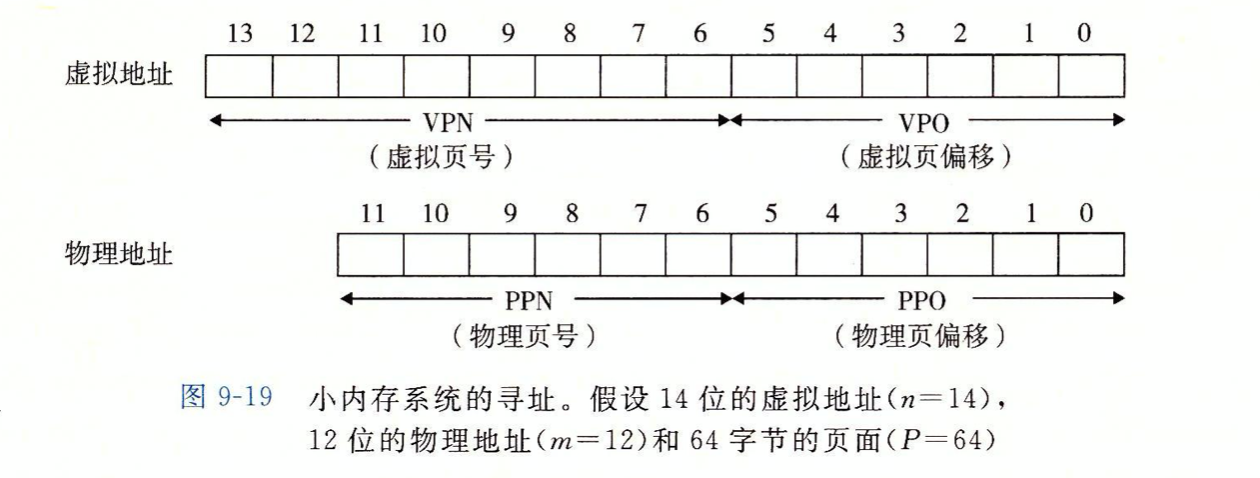 13 12 11 10 9 8 7 6 5 4 3 2 1 0
虚拟地址
VPN VPO
(虚拟页号) (虚拟页偏移)
11 10 9 8 7 6 5 4 3 2 1 0
物理地址
PPN PPO
(物理页号) (物理页偏移)
图 9-19 小内存系统的寻址。假设 14 位的虚拟地址(n=14),
12 位的物理地址(m=12)和 64 字节的页面(P=64)